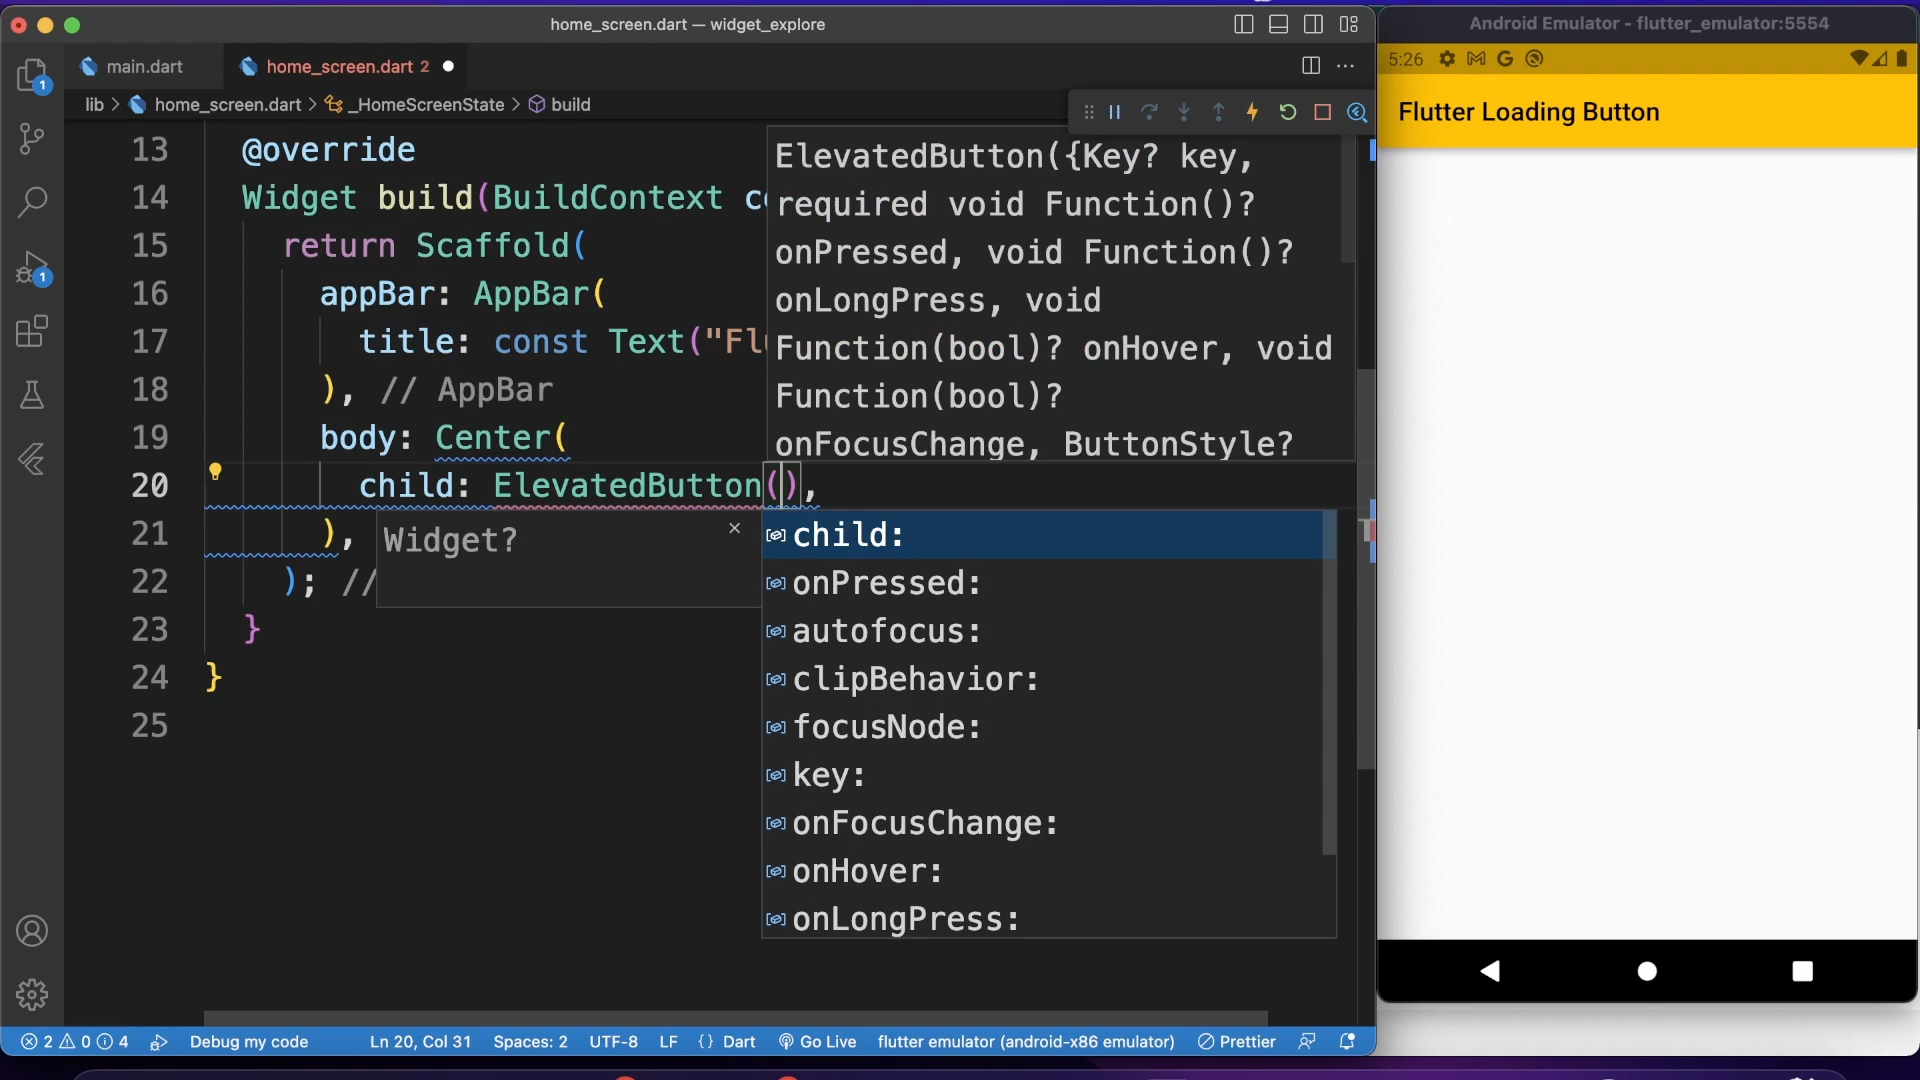 home_screen.dart — widget_explore
main.dart
home_screen.dart 2
lib > home_screen.dart > _HomeScreenState > build
1
1
13 @override
14 Widget build(BuildContext
15 return Scaffold(
16 appBar: AppBar(
17 title: const Text("Flu
18 ), // AppBar
19 body: Center(
20 child: ElevatedButton(),
21 ),
22 ); //
23 }
24 }
25
ElevatedButton({Key? key,
required void Function()?
onPressed, void Function()?
onLongPress, void
Function(bool)? onHover, void
Function(bool)?
onFocusChange, ButtonStyle?
Widget?
child:
onPressed:
autofocus:
clipBehavior:
focusNode:
key:
onFocusChange:
onHover:
onLongPress:
2 0 4 Debug my code Ln 20, Col 31 Spaces: 2 UTF-8 LF {} Dart Go Live flutter emulator (android-x86 emulator) Prettier
Android Emulator - flutter_emulator:5554
5:26
Flutter Loading Button